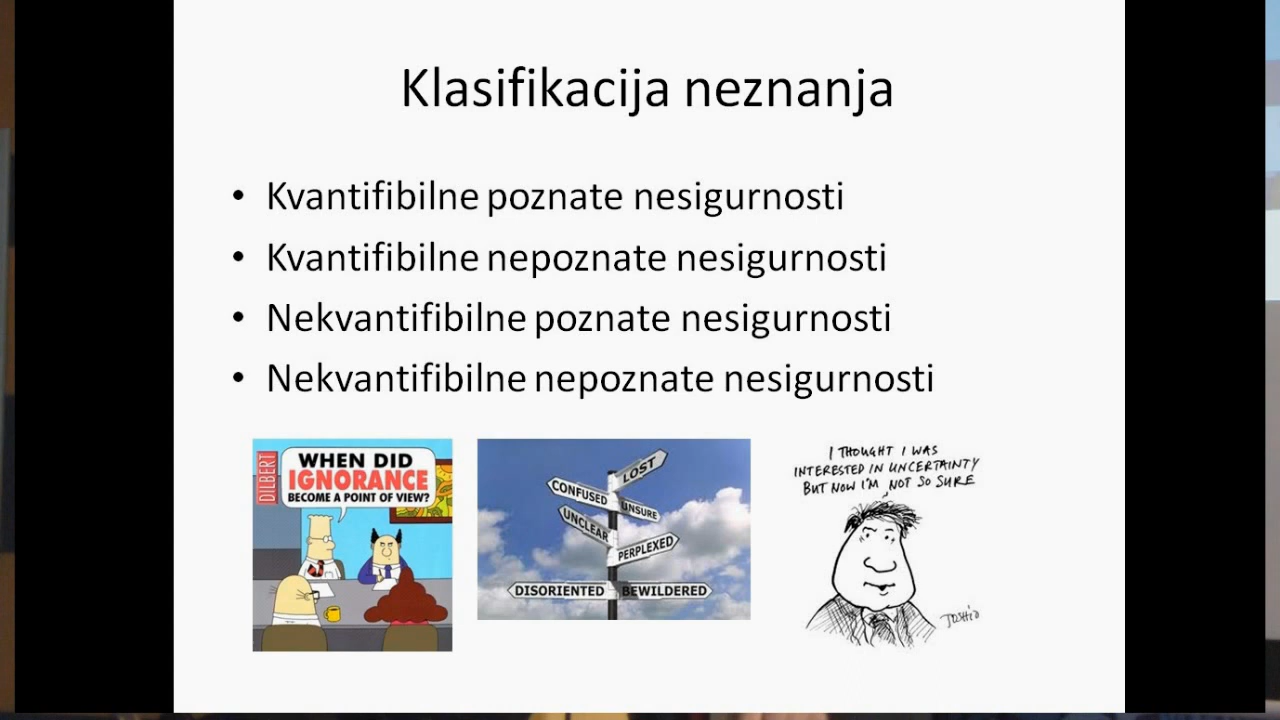 Klasifikacija neznanja
• Kvantifibilne poznate nesigurnosti
• Kvantifibilne nepoznate nesigurnosti
• Nekvantifibilne poznate nesigurnosti
• Nekvantifibilne nepoznate nesigurnosti
DILBERT
WHEN DID
IGNORANCE
BECOME A POINT OF VIEW?
LOST
CONFUSED
UNSURE
UNCLEAR
PERPLEXED
DISORIENTED
BEWILDERED
I THOUGHT I WAS
INTERESTED IN UNCERTAINTY
BUT NOW I'M NOT SO SURE